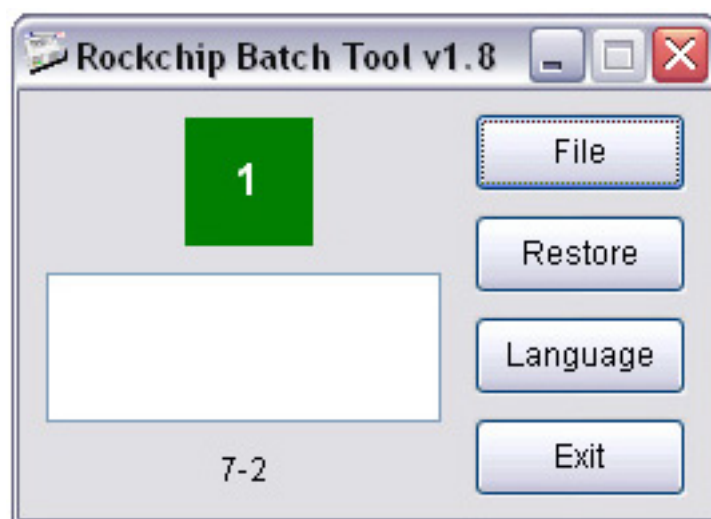 Rockchip Batch Tool v1.8
1
File
Restore
Language
7-2
Exit